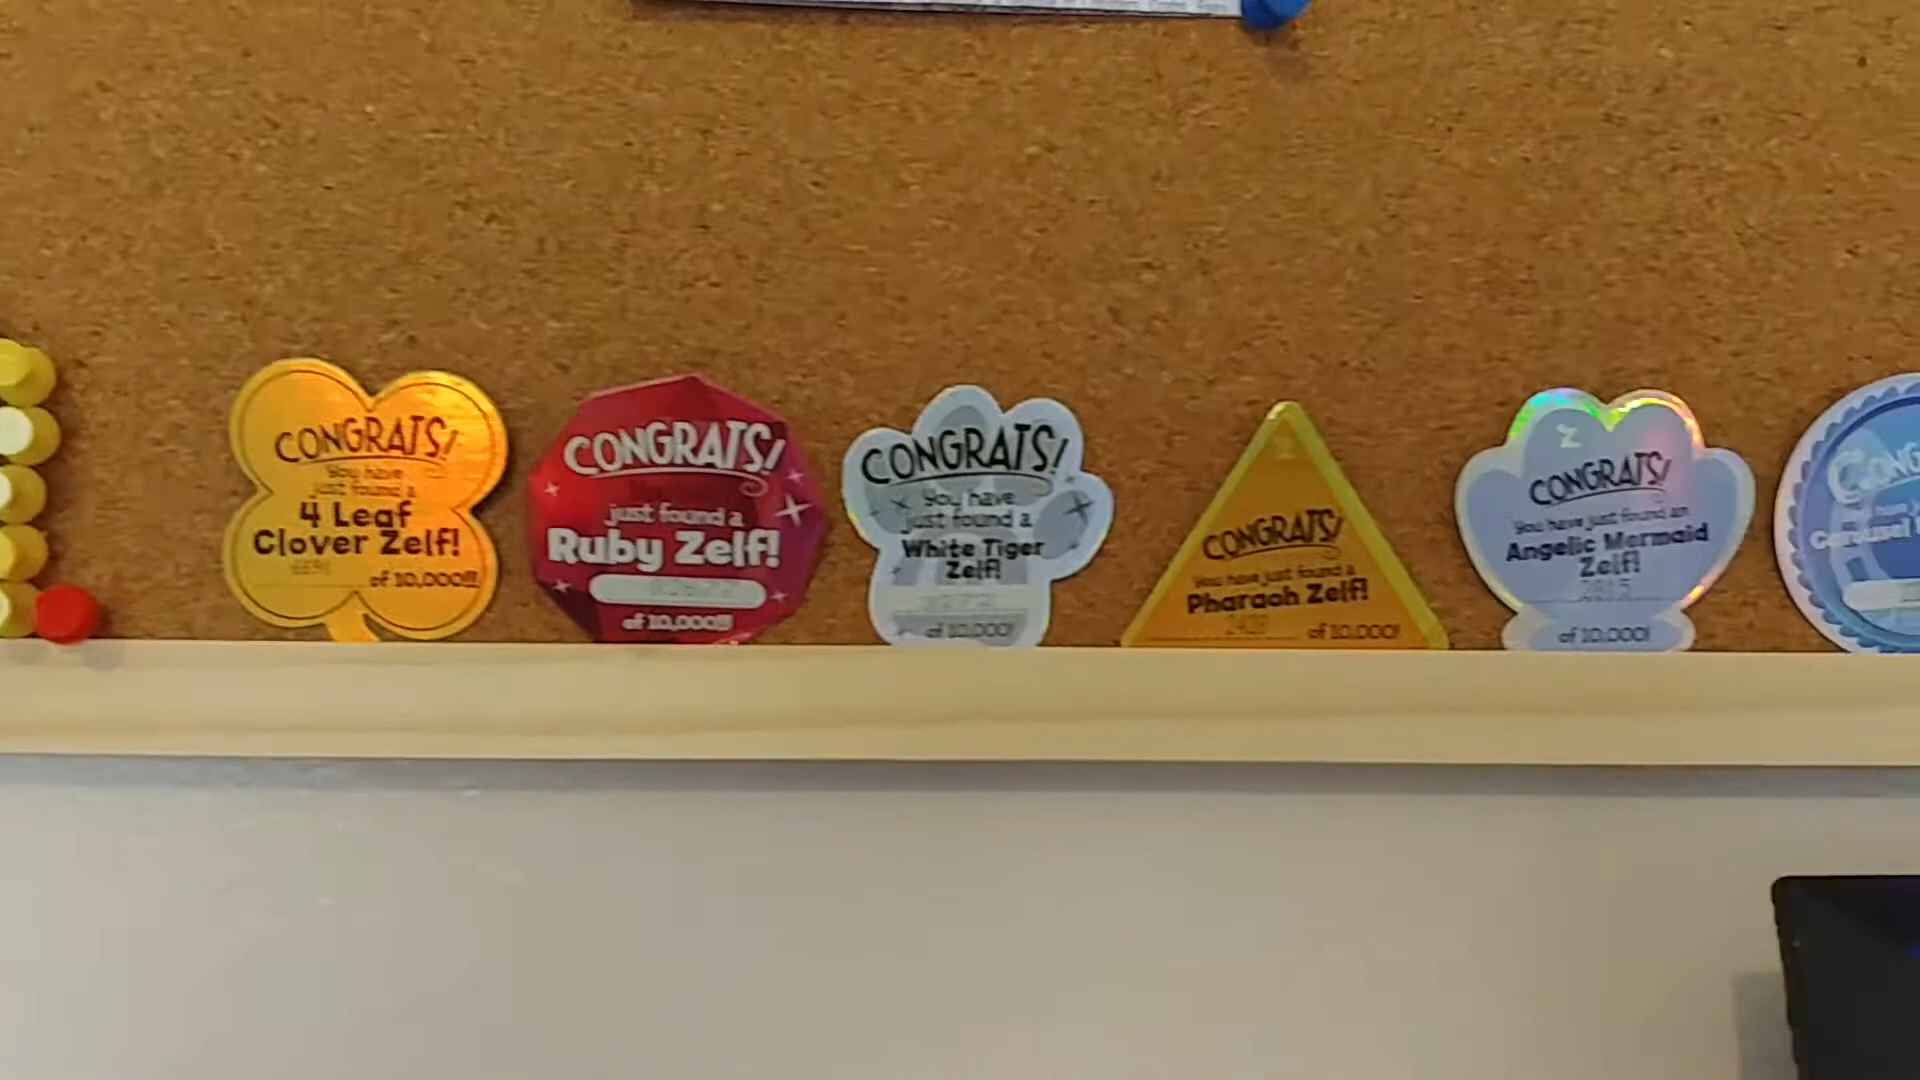 CONGRATS!
You have
just found a
4 Leaf
Clover Zelf!
of 10,000!!!
CONGRATS!
just found a
Ruby Zelf!
of 10,000!!!
CONGRATS!
You have
just found a
White Tiger
Zelf!
of 10,000!
CONGRATS!
You have just found a
Pharaoh Zelf!
of 10,000!
Z
CONGRATS!
You have just found an
Angelic Mermaid
Zelf!
of 10,000!
Carousel